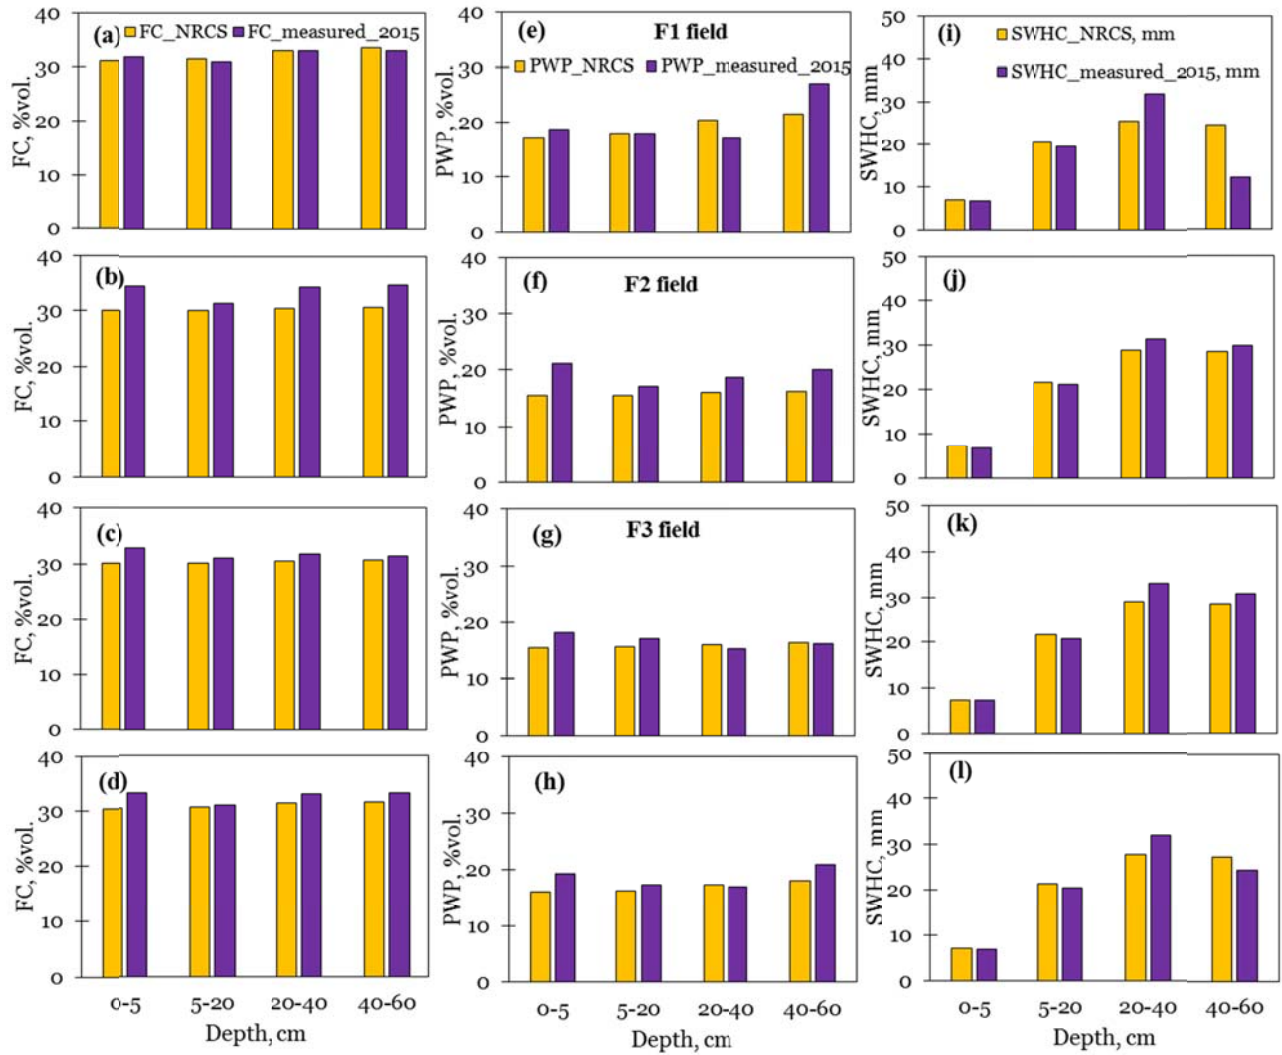 (a) FC_NRCS FC_measured_2015
40
30
20
10
0
FC, %vol.
(e) F1 field
PWP_NRCS PWP_measured_2015
40
30
20
10
0
PWP, %vol.
(i) SWHC_NRCS, mm
SWHC_measured_2015, mm
50
40
30
20
10
0
SWHC, mm
(b)
40
30
20
10
0
FC, %vol.
(f) F2 field
40
30
20
10
0
PWP, %vol.
(j)
50
40
30
20
10
0
SWHC, mm
(c)
40
30
20
10
0
FC, %vol.
(g) F3 field
40
30
20
10
0
PWP, %vol.
(k)
50
40
30
20
10
0
SWHC, mm
(d)
40
30
20
10
0
FC, %vol.
0-5 5-20 20-40 40-60
Depth, cm
(h)
40
30
20
10
0
PWP, %vol.
0-5 5-20 20-40 40-60
Depth, cm
(l)
50
40
30
20
10
0
SWHC, mm
0-5 5-20 20-40 40-60
Depth, cm